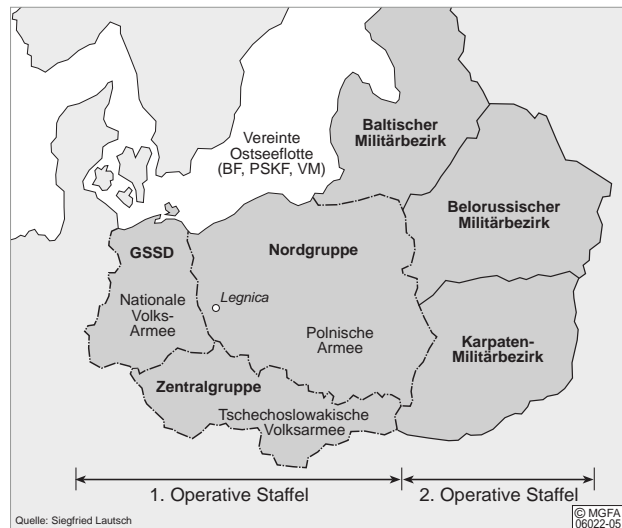 Vereinte
Ostseeflotte
(BF, PSKF, VM)
Baltischer
Militärbezirk
Belorussischer
Militärbezirk
GSSD
Nordgruppe
Nationale
Volks-
Armee
Legnica
Polnische
Armee
Karpaten-
Militärbezirk
Zentralgruppe
Tschechoslowakische
Volksarmee
1. Operative Staffel
2. Operative Staffel
Quelle: Siegfried Lautsch
© MGFA
06022-05